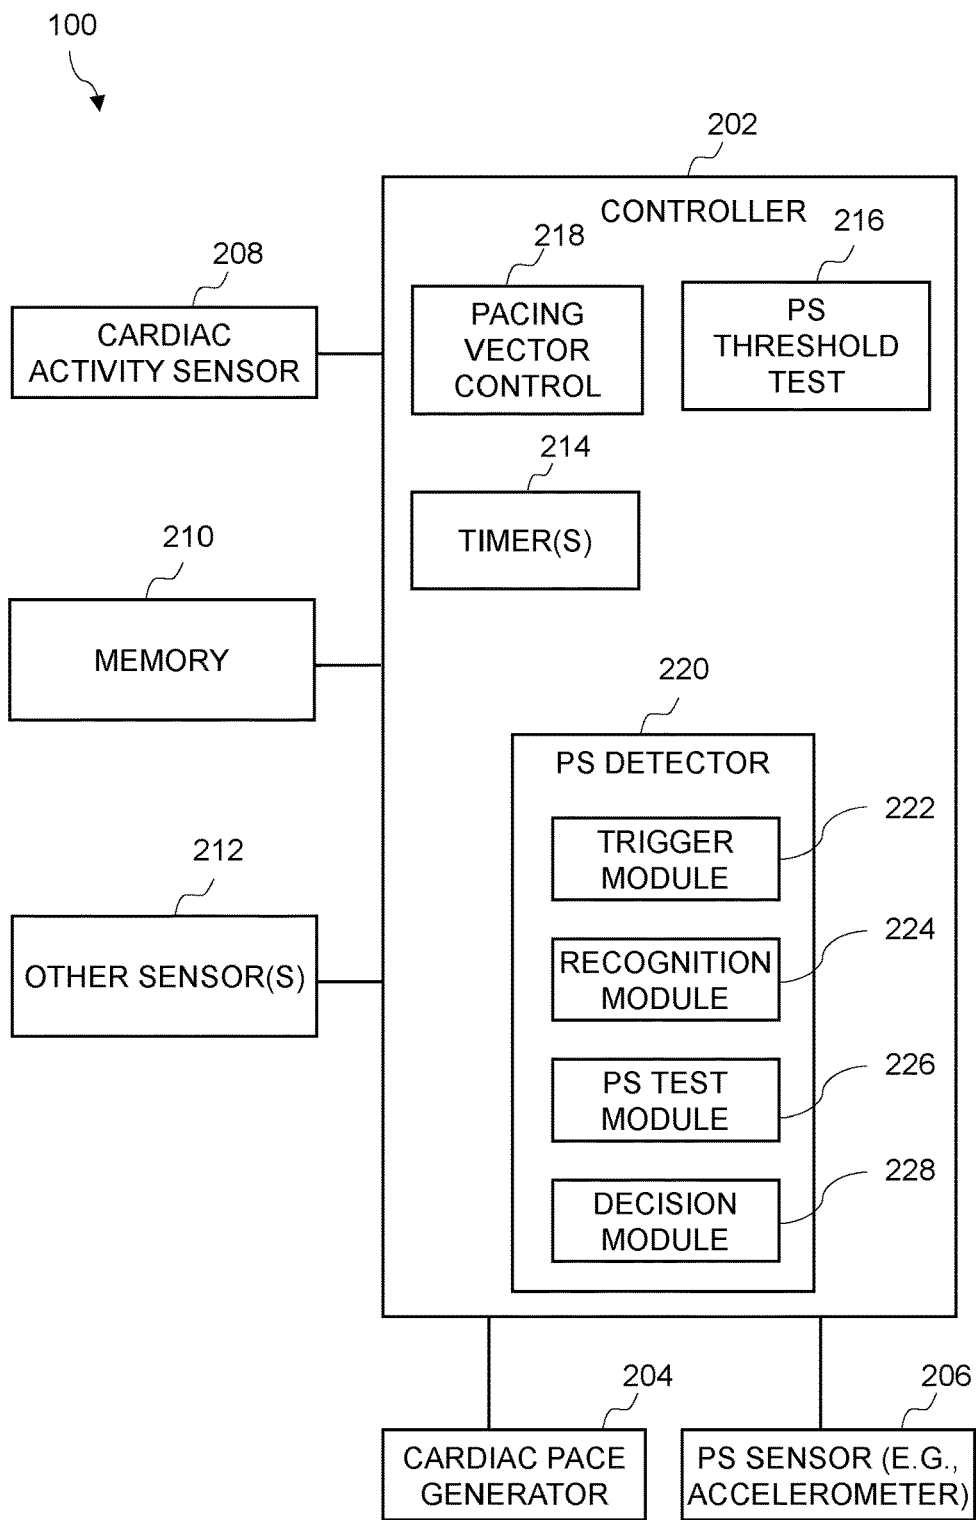 100
202
CONTROLLER
218
216
208
PACING
VECTOR
CONTROL
PS
THRESHOLD
TEST
CARDIAC
ACTIVITY SENSOR
214
TIMER(S)
210
MEMORY
220
PS DETECTOR
222
TRIGGER
MODULE
212
OTHER SENSOR(S)
224
RECOGNITION
MODULE
226
PS TEST
MODULE
228
DECISION
MODULE
204
206
CARDIAC PACE
GENERATOR
PS SENSOR (E.G.,
ACCELEROMETER)